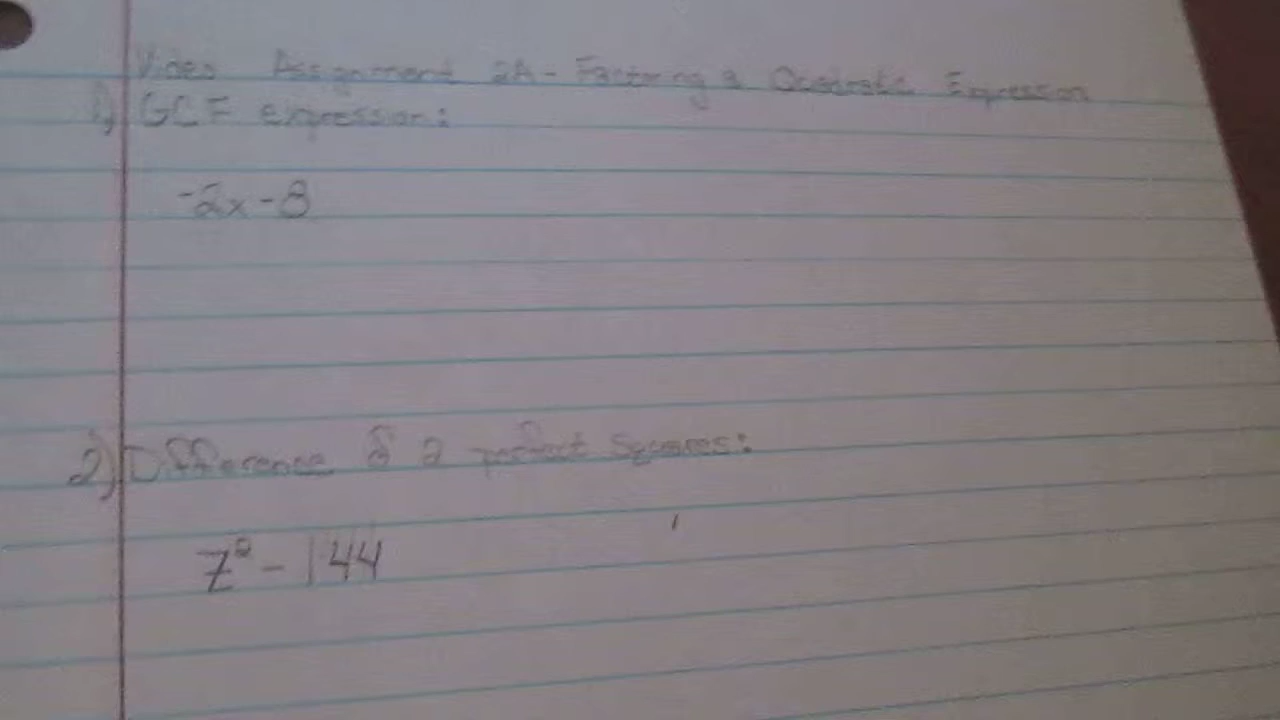 Video Assignment 2A - Factoring a Quadratic Expression
1) GCF expression:
-2x - 8
2) Difference of 2 perfect squares:
z² - 144